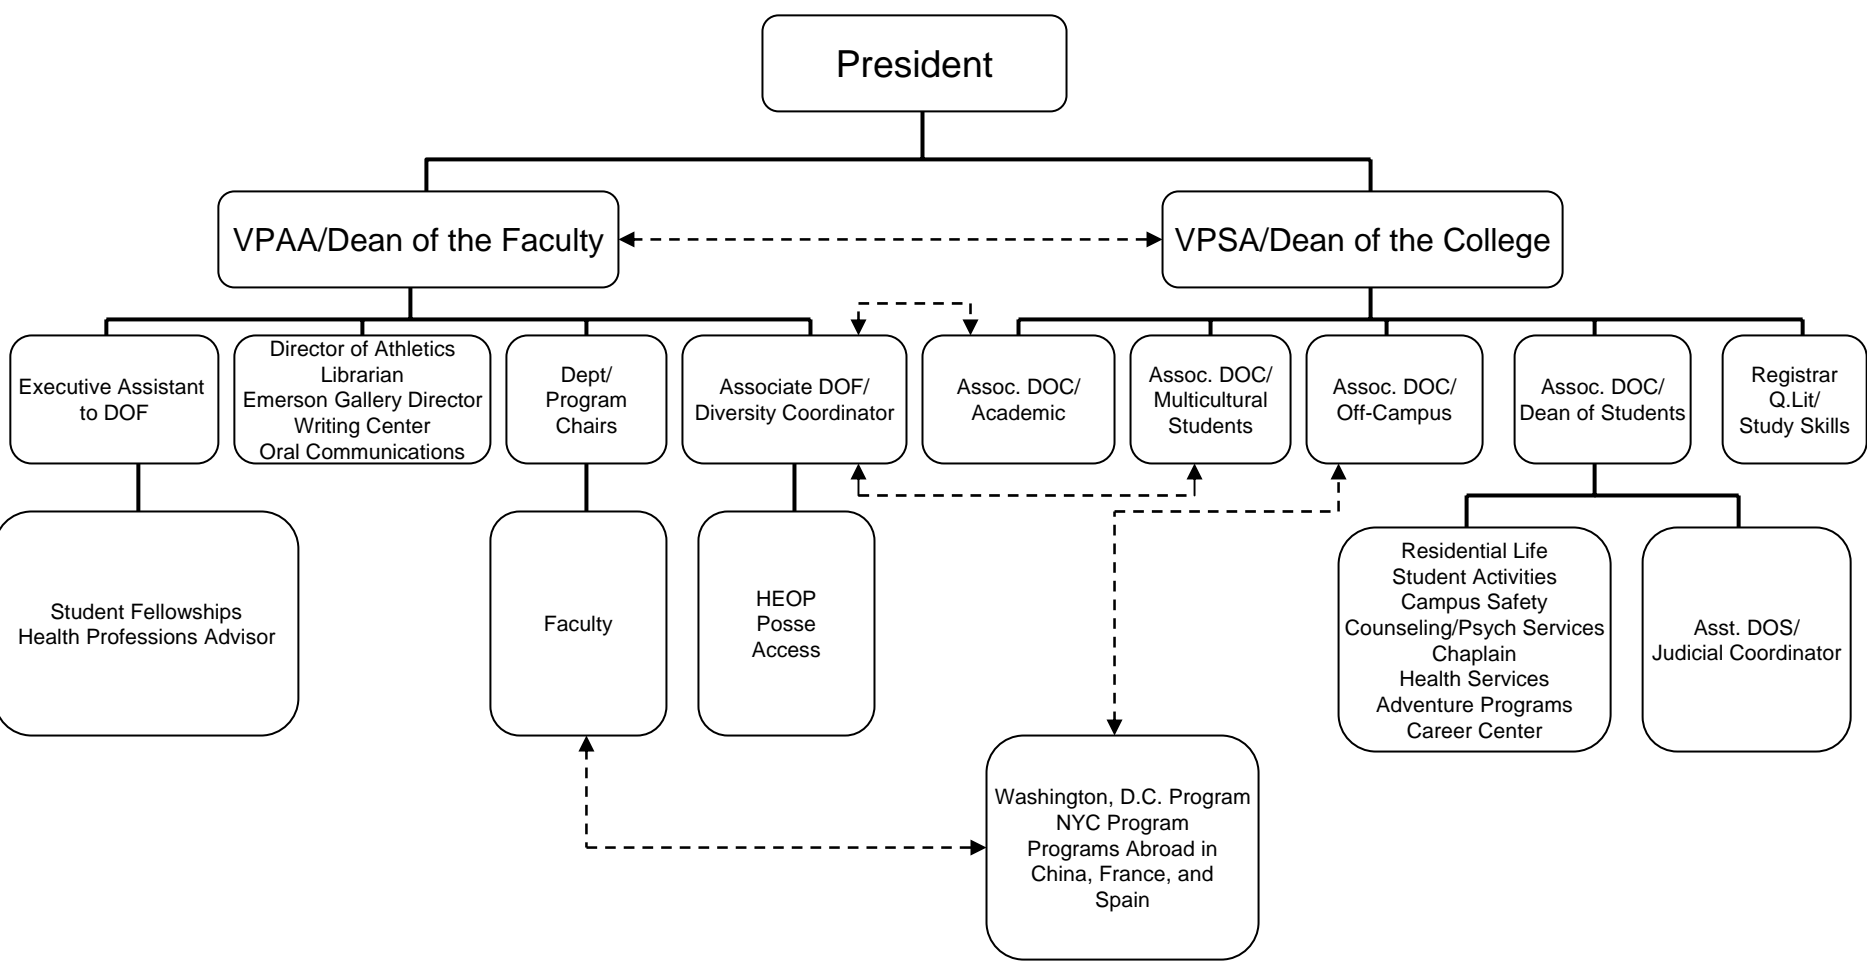 President
VPAA/Dean of the Faculty
VPSA/Dean of the College
Executive Assistant
to DOF
Director of Athletics
Librarian
Emerson Gallery Director
Writing Center
Oral Communications
Dept/
Program
Chairs
Associate DOF/
Diversity Coordinator
Assoc. DOC/
Academic
Assoc. DOC/
Multicultural
Students
Assoc. DOC/
Off-Campus
Assoc. DOC/
Dean of Students
Registrar
Q.Lit/
Study Skills
Student Fellowships
Health Professions Advisor
Faculty
HEOP
Posse
Access
Residential Life
Student Activities
Campus Safety
Counseling/Psych Services
Chaplain
Health Services
Adventure Programs
Career Center
Asst. DOS/
Judicial Coordinator
Washington, D.C. Program
NYC Program
Programs Abroad in
China, France, and
Spain